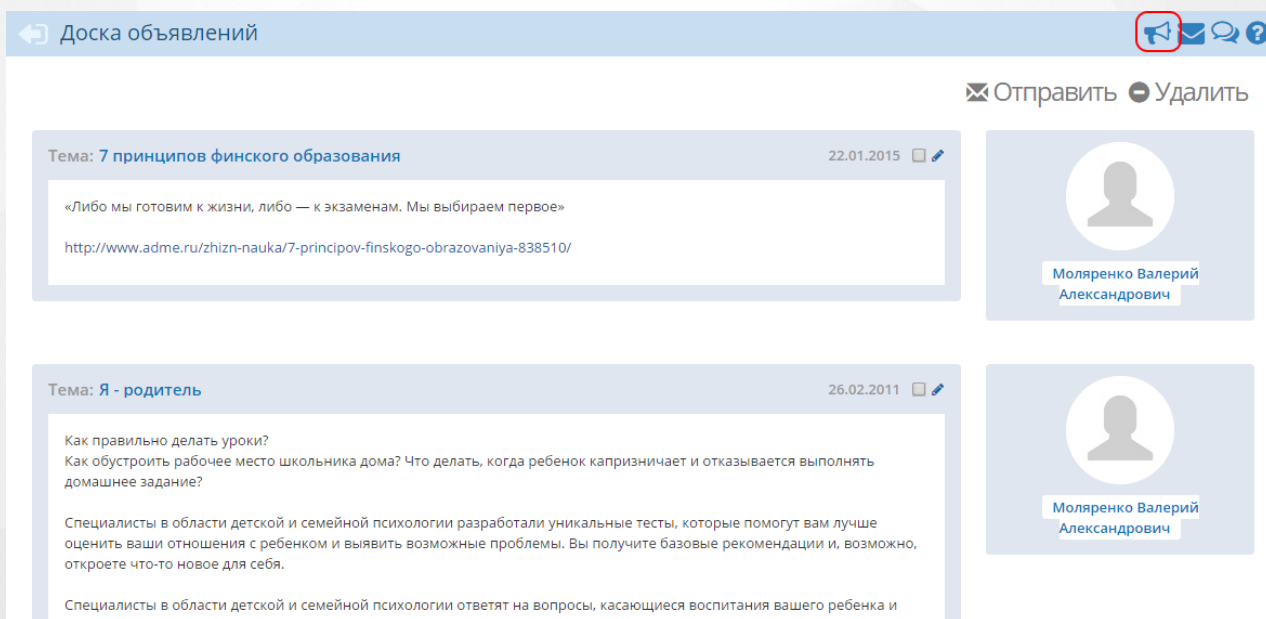 Доска объявлений
Отправить Удалить
Тема: 7 принципов финского образования 22.01.2015
«Либо мы готовим к жизни, либо — к экзаменам. Мы выбираем первое»
http://www.adme.ru/zhizn-nauka/7-principov-finskogo-obrazovaniya-838510/
Моляренко Валерий
Александрович
Тема: Я - родитель 26.02.2011
Как правильно делать уроки?
Как обустроить рабочее место школьника дома? Что делать, когда ребенок капризничает и отказывается выполнять
домашнее задание?
Специалисты в области детской и семейной психологии разработали уникальные тесты, которые помогут вам лучше
оценить ваши отношения с ребенком и выявить возможные проблемы. Вы получите базовые рекомендации и, возможно,
откроете что-то новое для себя.
Специалисты в области детской и семейной психологии ответят на вопросы, касающиеся воспитания вашего ребенка и
Моляренко Валерий
Александрович